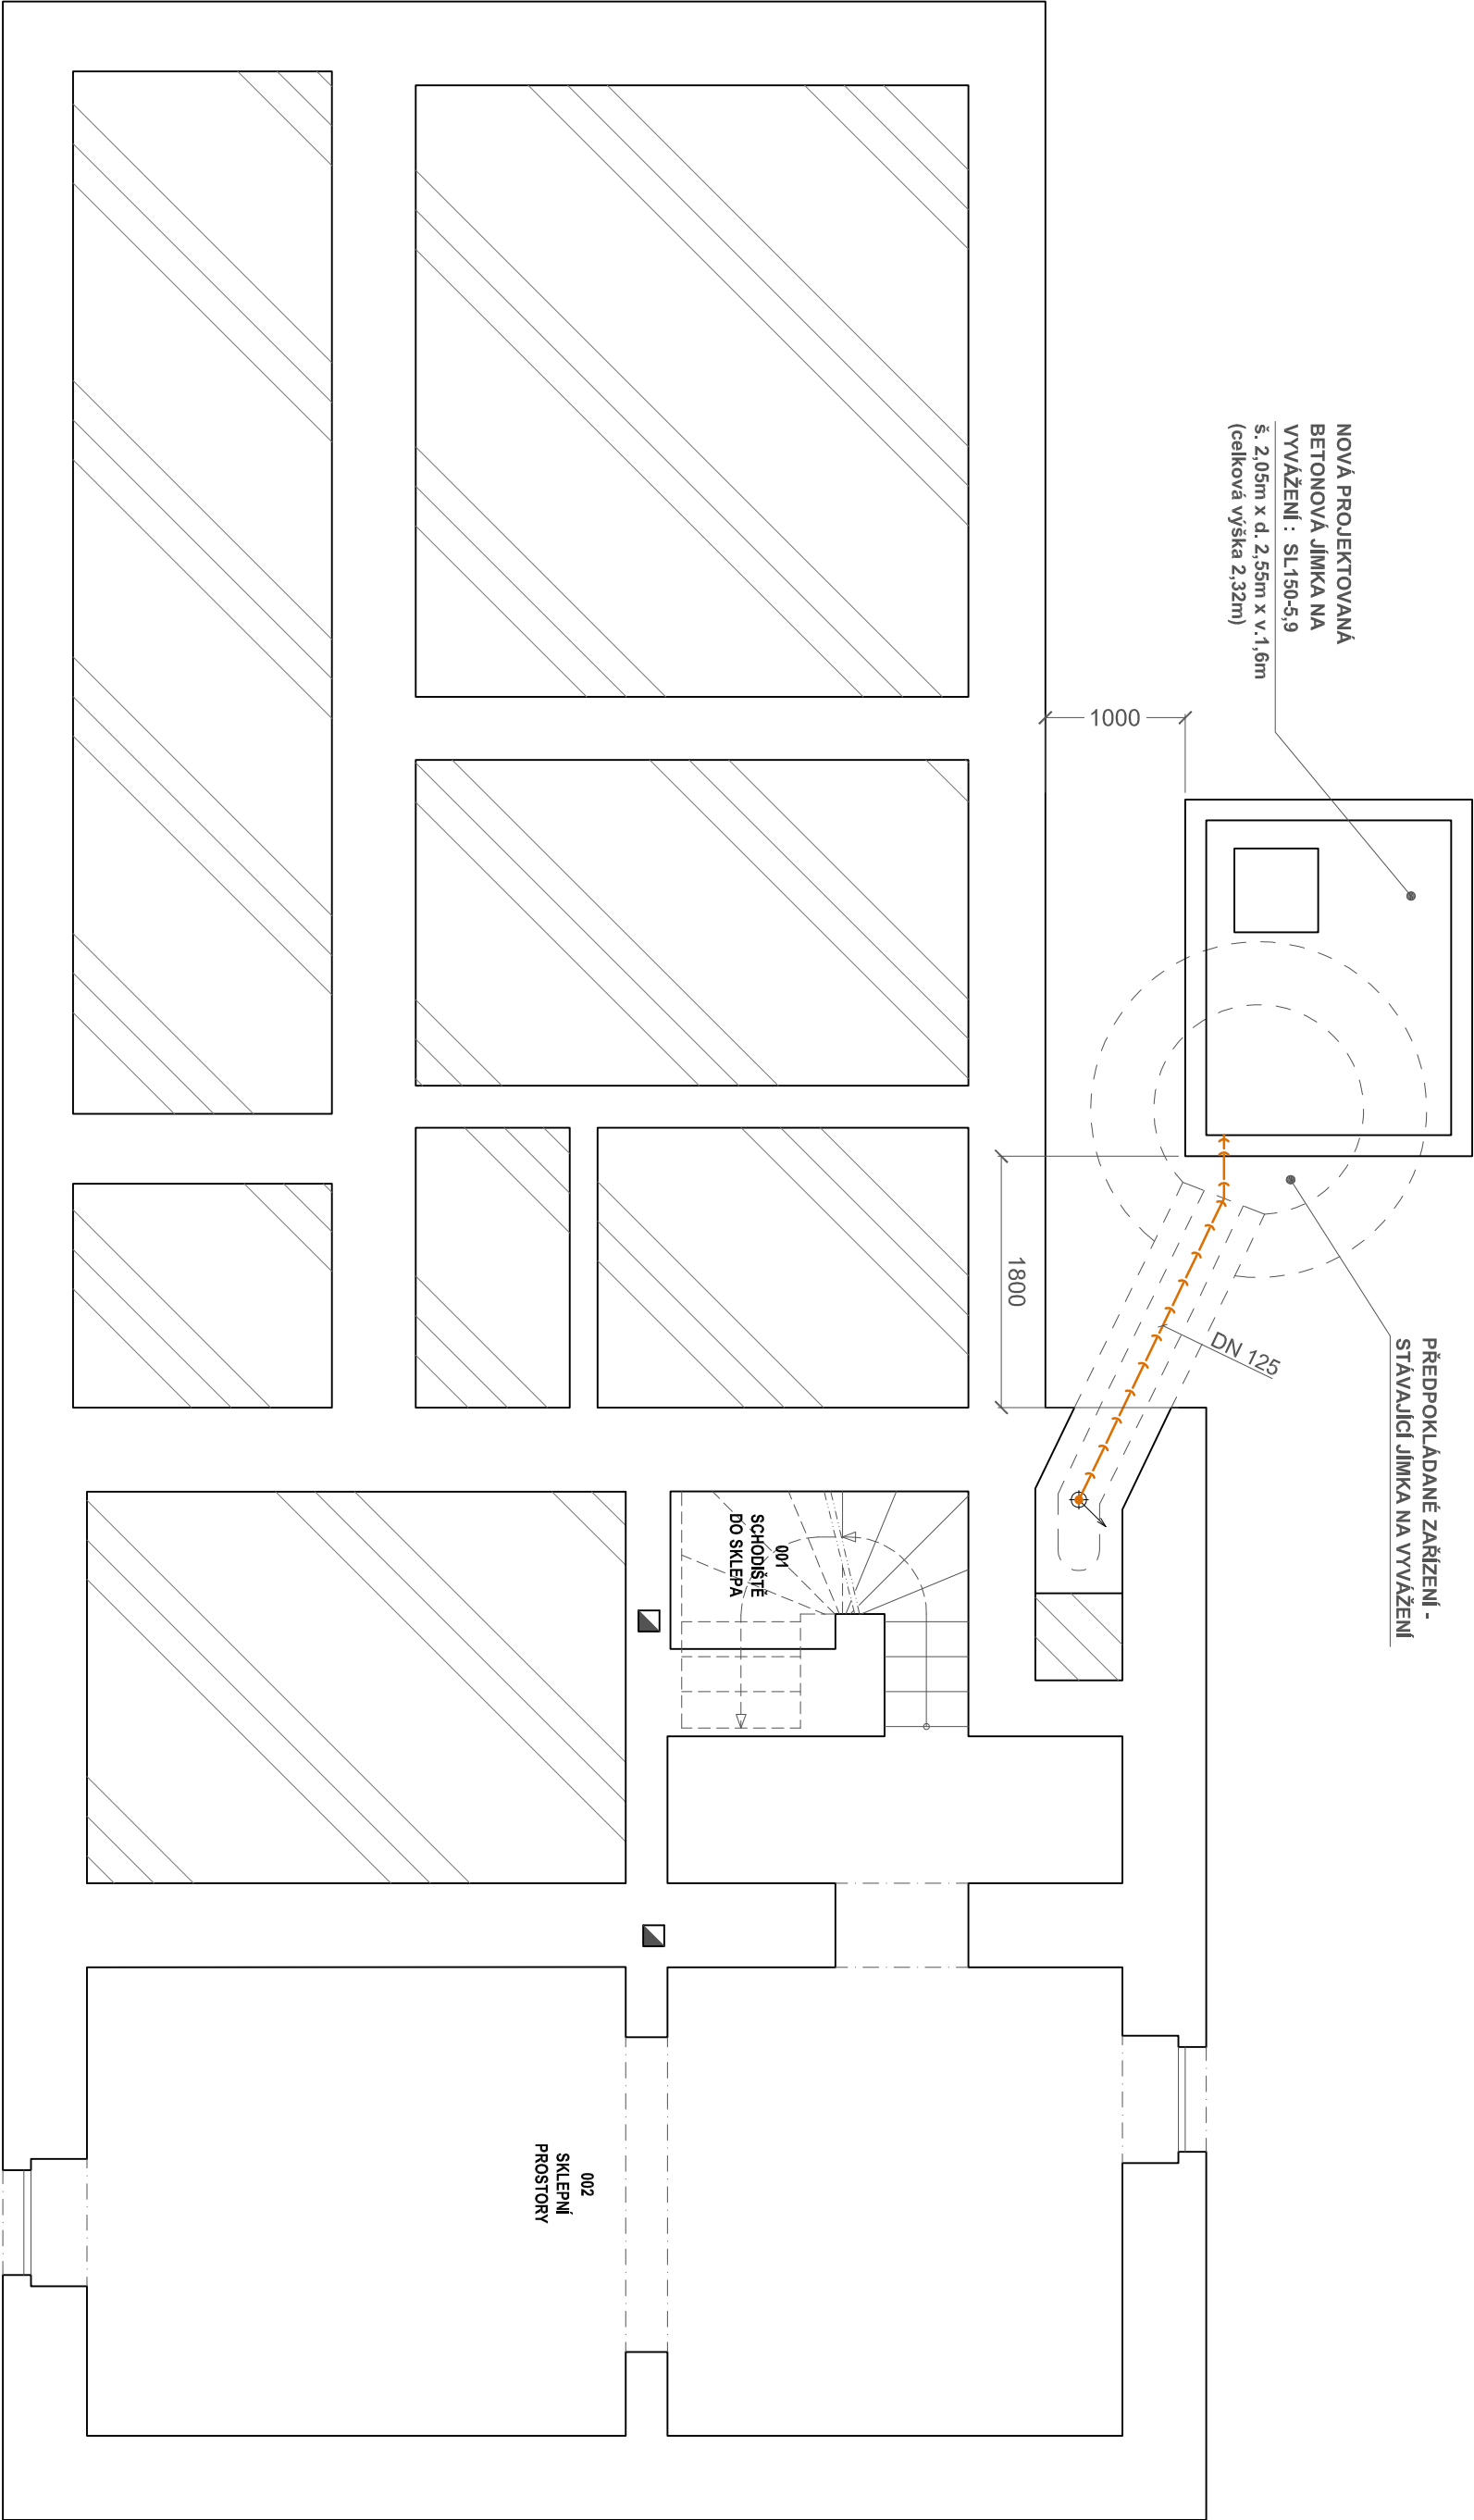 NOVÁ PROJEKTOVANÁ
BETONOVÁ JÍMKA NA
VYVÁŽENÍ : SL150-5,9
š. 2,05m x d. 2,55m x v.1,6m
(celková výška 2,32m)
PŘEDPOKLÁDANÉ ZAŘÍZENÍ -
STÁVAJÍCÍ JÍMKA NA VYVÁŽENÍ
1000
1800
DN 125
001
SCHODIŠTĚ
DO SKLEPA
002
SKLEPNÍ
PROSTORY